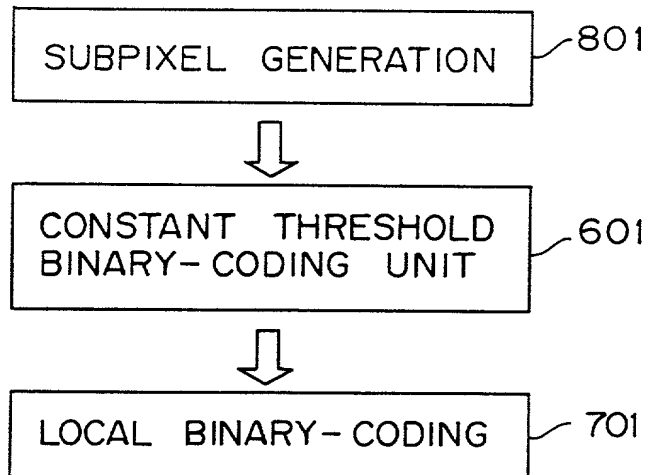 SUBPIXEL GENERATION
801
CONSTANT THRESHOLD
BINARY-CODING UNIT
601
LOCAL BINARY-CODING
701